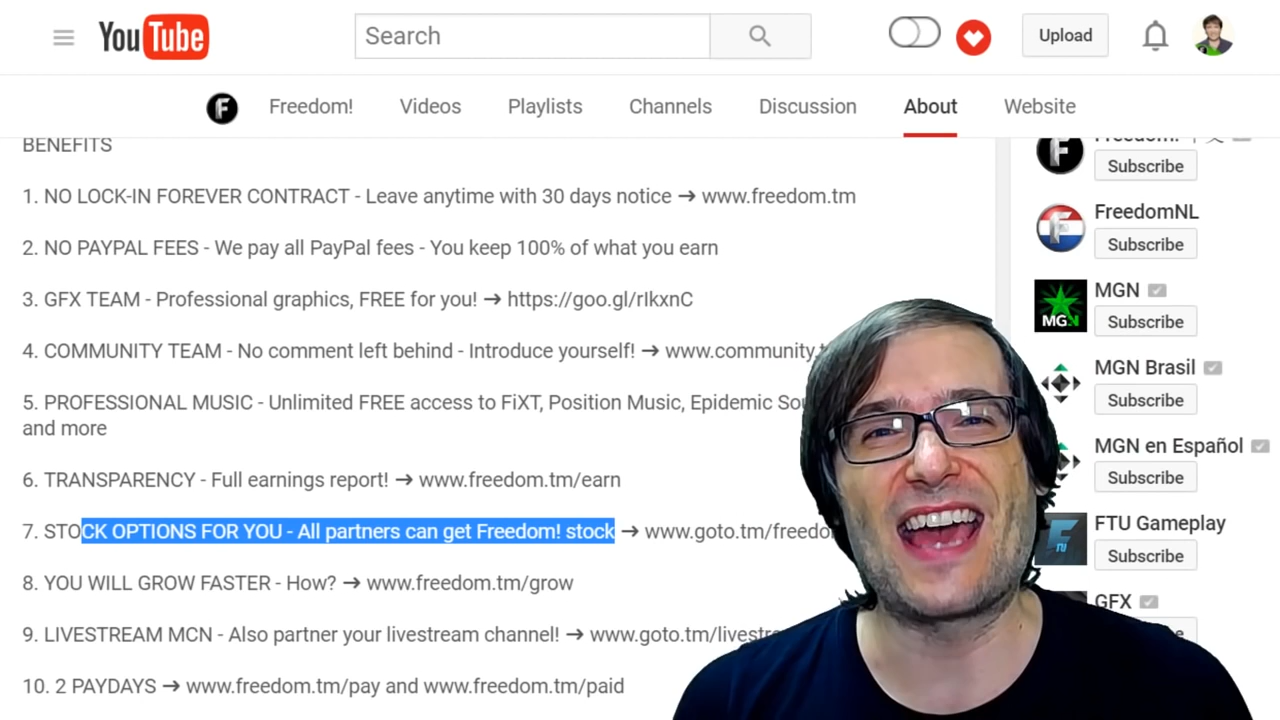 YouTube
Search
Upload
Freedom!
Videos
Playlists
Channels
Discussion
About
Website
BENEFITS
1. NO LOCK-IN FOREVER CONTRACT - Leave anytime with 30 days notice → www.freedom.tm
2. NO PAYPAL FEES - We pay all PayPal fees - You keep 100% of what you earn
3. GFX TEAM - Professional graphics, FREE for you! → https://goo.gl/rIkxnC
4. COMMUNITY TEAM - No comment left behind - Introduce yourself! → www.community.
5. PROFESSIONAL MUSIC - Unlimited FREE access to FiXT, Position Music, Epidemic
and more
6. TRANSPARENCY - Full earnings report! → www.freedom.tm/earn
7. STOCK OPTIONS FOR YOU - All partners can get Freedom! stock → www.goto.tm/freedo
8. YOU WILL GROW FASTER - How? → www.freedom.tm/grow
9. LIVESTREAM MCN - Also partner your livestream channel! → www.goto.tm/livestr
10. 2 PAYDAYS → www.freedom.tm/pay and www.freedom.tm/paid
Subscribe
FreedomNL
Subscribe
MGN
MGN
Subscribe
MGN Brasil
Subscribe
MGN en Español
Subscribe
FTU Gameplay
Subscribe
GFX